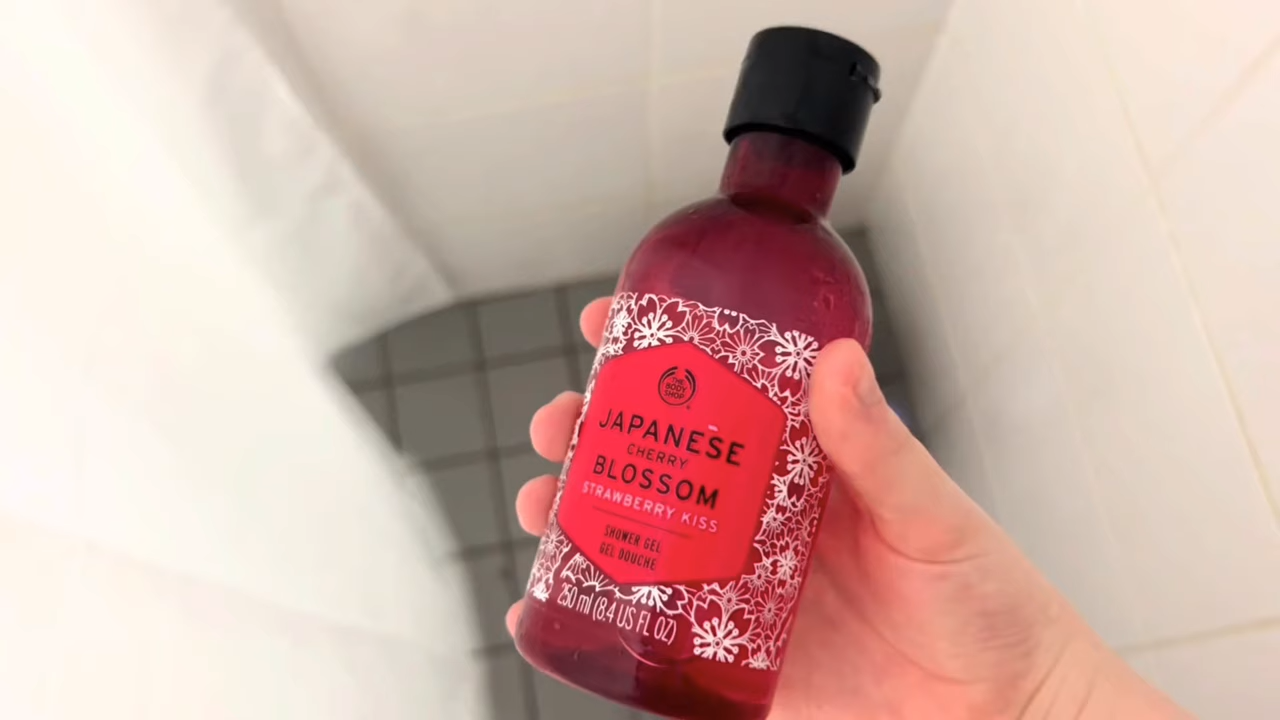 THE
BODY
SHOP
JAPANESE
CHERRY
BLOSSOM
STRAWBERRY KISS
SHOWER GEL
GEL DOUCHE
250 ml (8.4 US FL OZ)